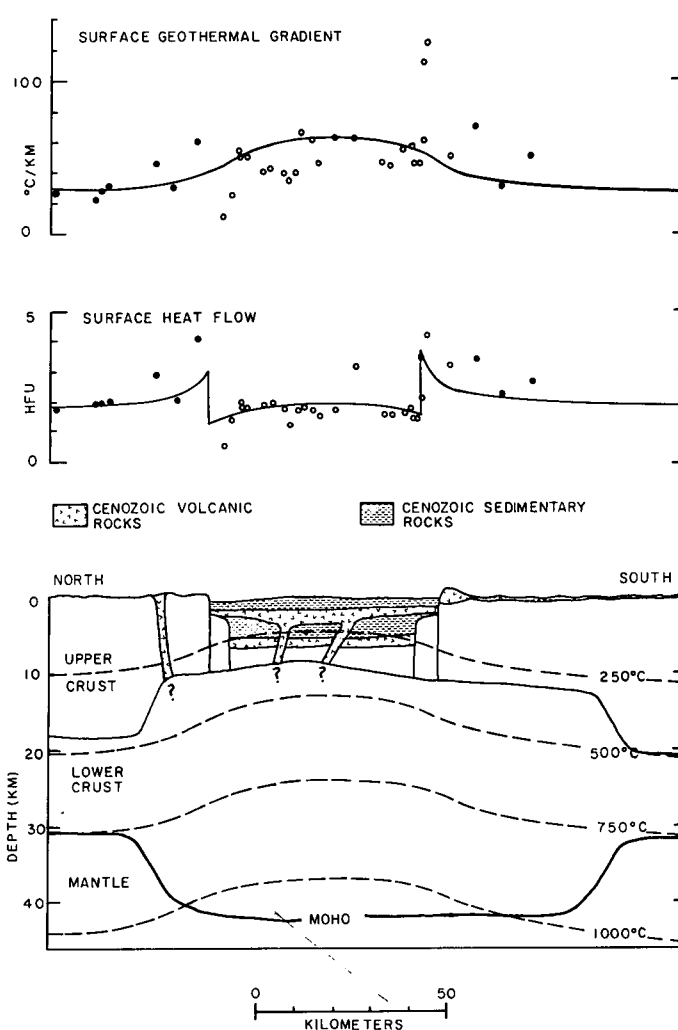 SURFACE GEOTHERMAL GRADIENT
100
°C/KM
0
SURFACE HEAT FLOW
5
HFU
0
CENOZOIC VOLCANIC
ROCKS
CENOZOIC SEDIMENTARY
ROCKS
NORTH
SOUTH
0
UPPER
CRUST
10
250°C
?
?
?
20
500°C
LOWER
CRUST
DEPTH (KM)
30
750°C
MANTLE
40
MOHO
1000°C
0
50
KILOMETERS